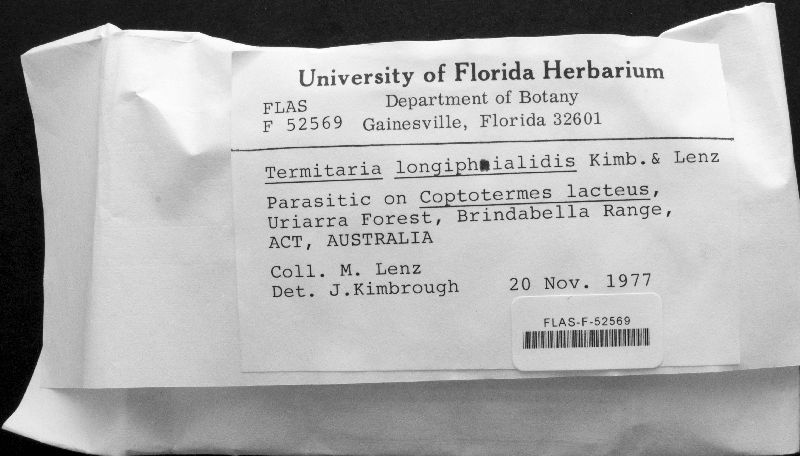 University of Florida Herbarium
FLAS Department of Botany
F 52569 Gainesville, Florida 32601
Termitaria longiphialidis Kimb. & Lenz
Parasitic on Coptotermes lacteus,
Uriarra Forest, Brindabella Range,
ACT, AUSTRALIA
Coll. M. Lenz
Det. J.Kimbrough 20 Nov. 1977
FLAS-F-52569